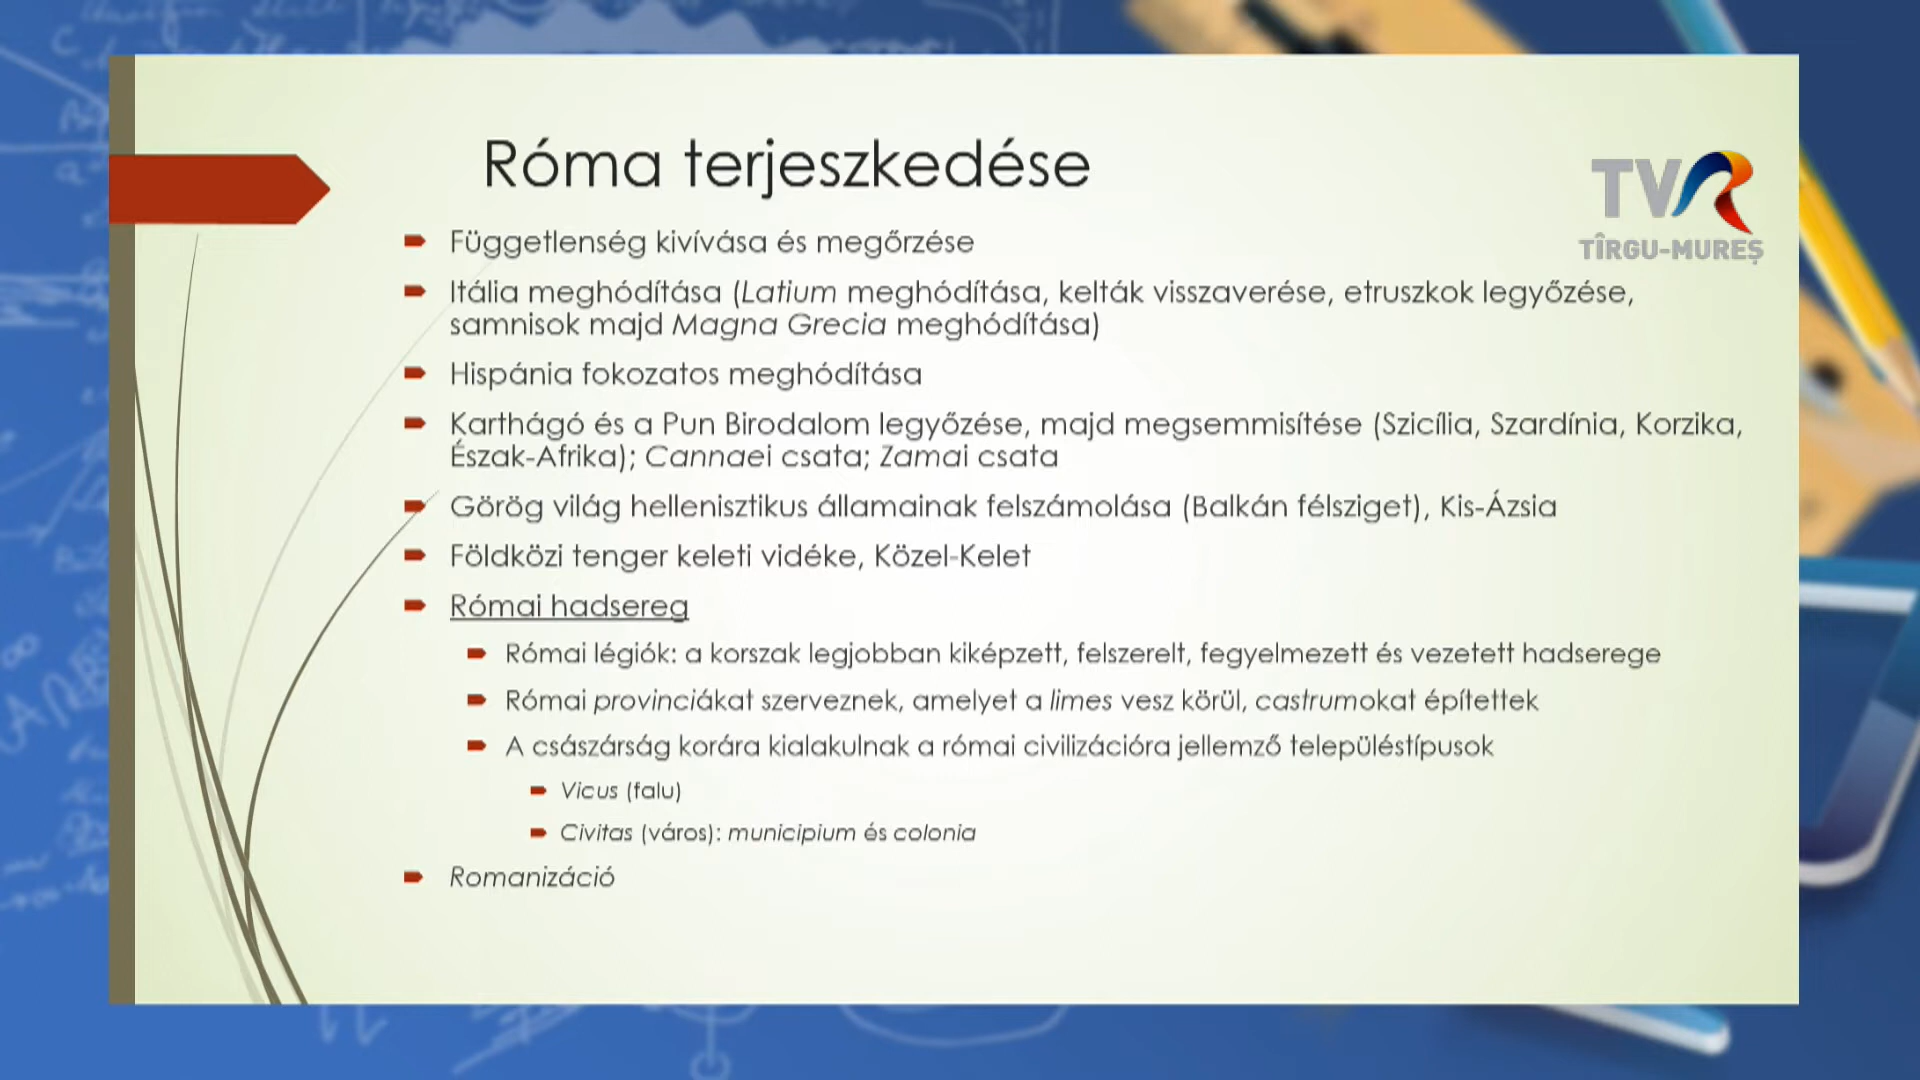 Róma terjeszkedése
TVR
TÎRGU-MUREȘ
Függetlenség kivívása és megőrzése
Itália meghódítása (Latium meghódítása, kelták visszaverése, etruszkok legyőzése,
samnisok majd Magna Grecia meghódítása)
Hispánia fokozatos meghódítása
Karthágó és a Pun Birodalom legyőzése, majd megsemmisítése (Szicília, Szardínia, Korzika,
Észak-Afrika); Cannaei csata; Zamai csata
Görög világ hellenisztikus államainak felszámolása (Balkán félsziget), Kis-Ázsia
Földközi tenger keleti vidéke, Közel-Kelet
Római hadsereg
Római légiók: a korszak legjobban kiképzett, felszerelt, fegyelmezett és vezetett hadserege
Római provinciákat szerveznek, amelyet a limes vesz körül, castrumokat építettek
A császárság korára kialakulnak a római civilizációra jellemző településtípusok
Vicus (falu)
Civitas (város): municipium és colonia
Romanizáció